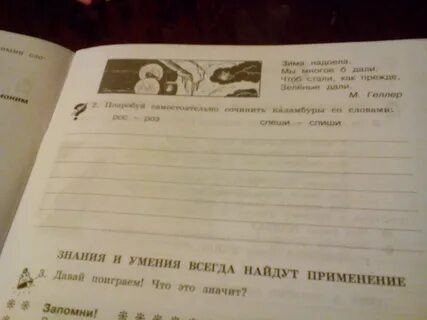 Зима надоела.
Мы многое б дали,
Чтоб стали, как прежде,
Зелёные дали.
М. Геллер
2. Попробуй самостоятельно сочинить каламбуры со словами:
рос – роз спеши – спиши
ЗНАНИЯ И УМЕНИЯ ВСЕГДА НАЙДУТ ПРИМЕНЕНИЕ
3. Давай поиграем! Что это значит?
Запомни!